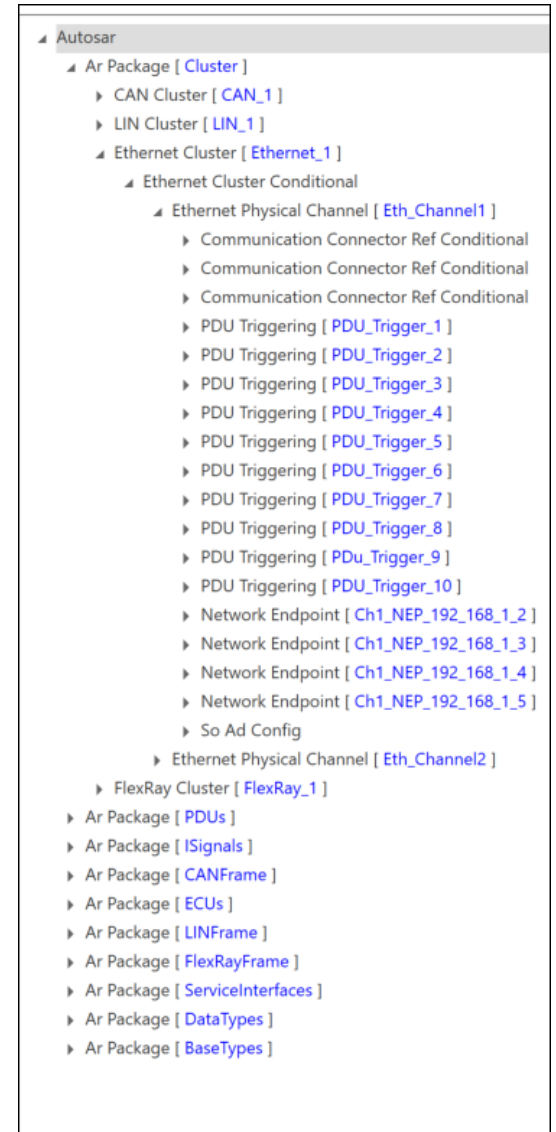 Autosar
Ar Package [ Cluster ]
CAN Cluster [ CAN_1 ]
LIN Cluster [ LIN_1 ]
Ethernet Cluster [ Ethernet_1 ]
Ethernet Cluster Conditional
Ethernet Physical Channel [ Eth_Channel1 ]
Communication Connector Ref Conditional
Communication Connector Ref Conditional
Communication Connector Ref Conditional
PDU Triggering [ PDU_Trigger_1 ]
PDU Triggering [ PDU_Trigger_2 ]
PDU Triggering [ PDU_Trigger_3 ]
PDU Triggering [ PDU_Trigger_4 ]
PDU Triggering [ PDU_Trigger_5 ]
PDU Triggering [ PDU_Trigger_6 ]
PDU Triggering [ PDU_Trigger_7 ]
PDU Triggering [ PDU_Trigger_8 ]
PDU Triggering [ PDu_Trigger_9 ]
PDU Triggering [ PDU_Trigger_10 ]
Network Endpoint [ Ch1_NEP_192_168_1_2 ]
Network Endpoint [ Ch1_NEP_192_168_1_3 ]
Network Endpoint [ Ch1_NEP_192_168_1_4 ]
Network Endpoint [ Ch1_NEP_192_168_1_5 ]
So Ad Config
Ethernet Physical Channel [ Eth_Channel2 ]
FlexRay Cluster [ FlexRay_1 ]
Ar Package [ PDUs ]
Ar Package [ ISignals ]
Ar Package [ CANFrame ]
Ar Package [ ECUs ]
Ar Package [ LINFrame ]
Ar Package [ FlexRayFrame ]
Ar Package [ ServiceInterfaces ]
Ar Package [ DataTypes ]
Ar Package [ BaseTypes ]